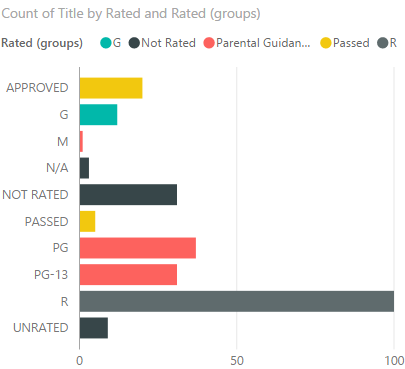 Count of Title by Rated and Rated (groups)
Rated (groups) G Not Rated Parental Guidan... Passed R
APPROVED
G
M
N/A
NOT RATED
PASSED
PG
PG-13
R
UNRATED
0 50 100